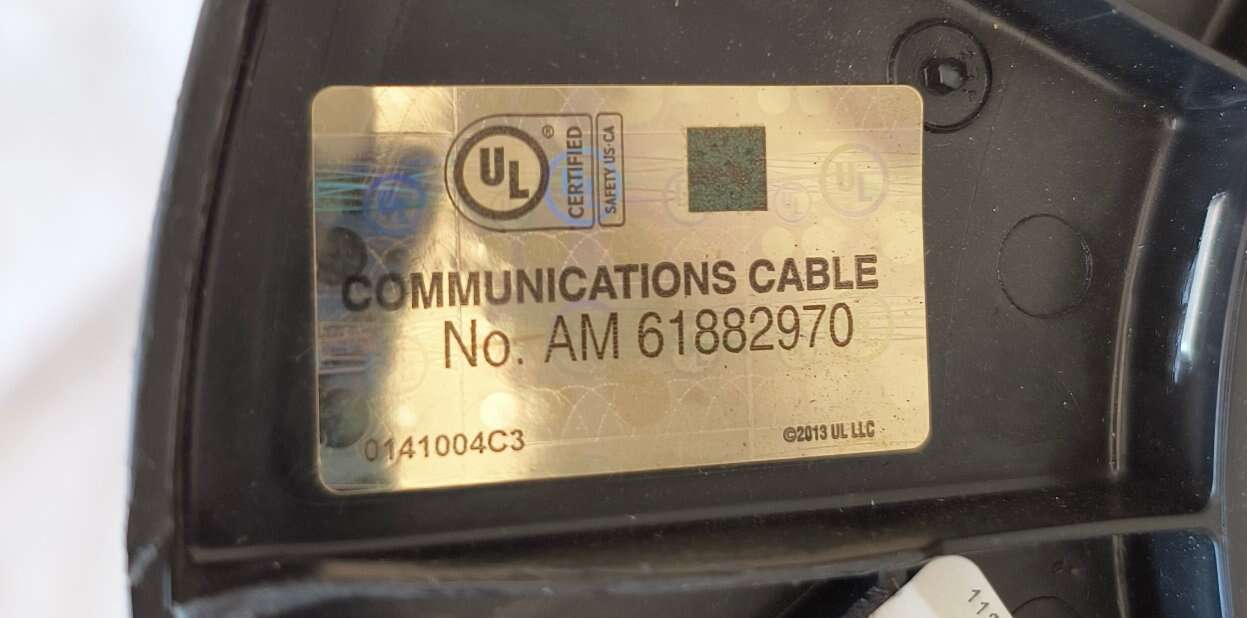 UL ® CERTIFIED SAFETY US-CA
COMMUNICATIONS CABLE
No. AM 61882970
0141004C3
©2013 UL LLC